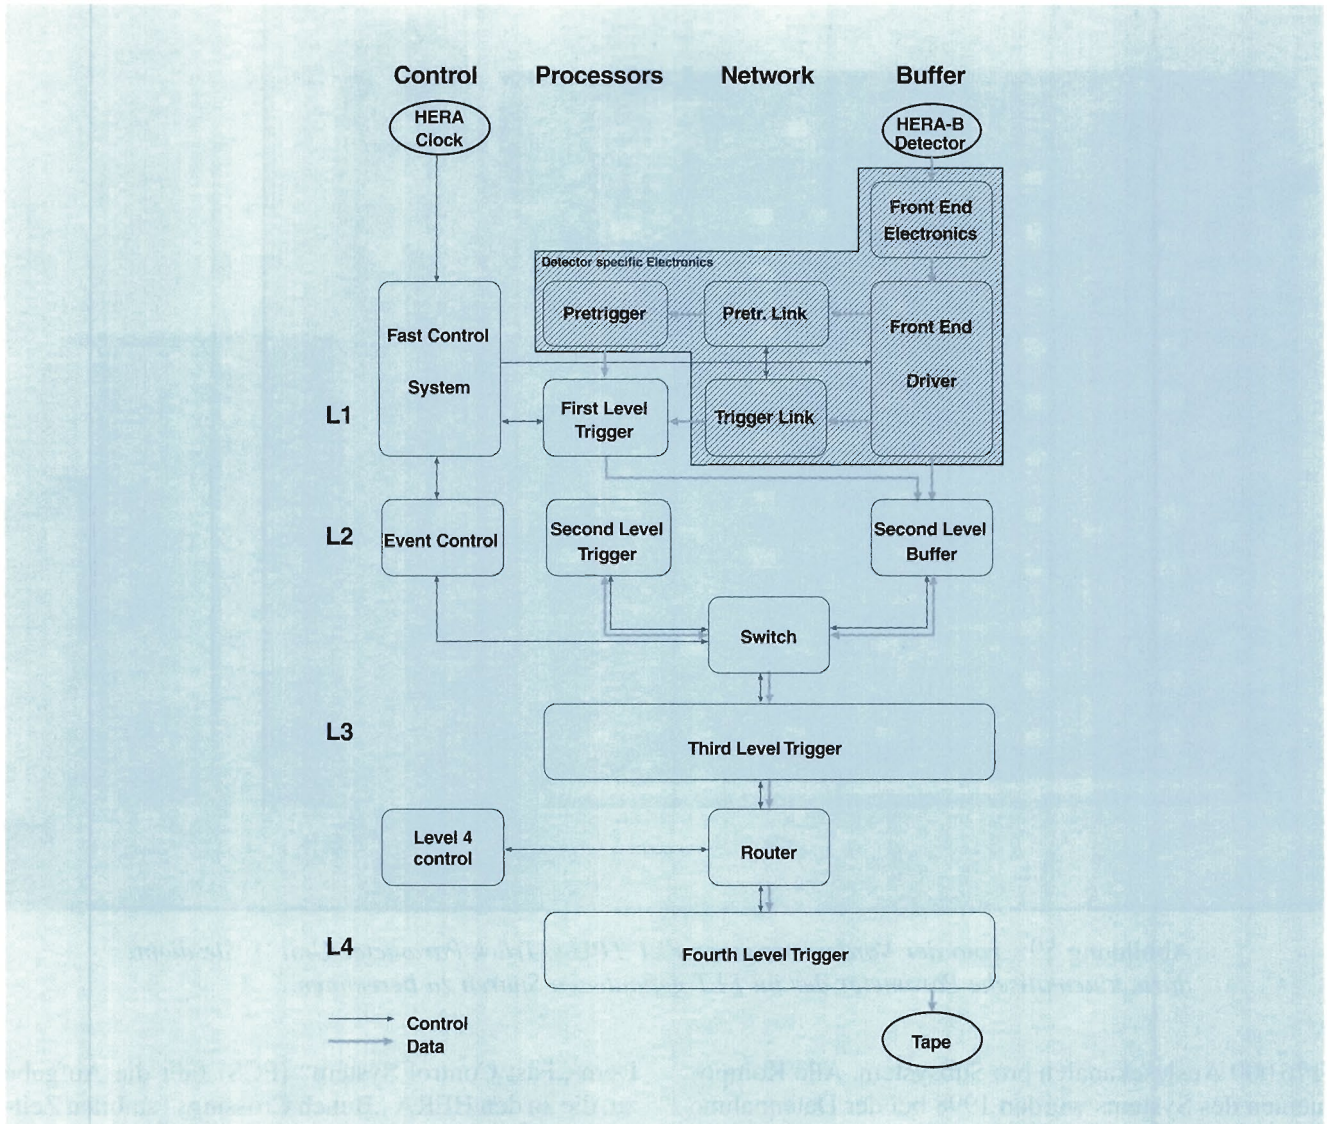 Control Processors Network Buffer
HERA
Clock
HERA-B
Detector
Front End
Electronics
Detector specific Electronics
Pretrigger
Pretr. Link
Front End
Driver
Fast Control
System
L1
First Level
Trigger
Trigger Link
L2
Event Control
Second Level
Trigger
Second Level
Buffer
Switch
L3
Third Level Trigger
Level 4
control
Router
L4
Fourth Level Trigger
Control
Data
Tape